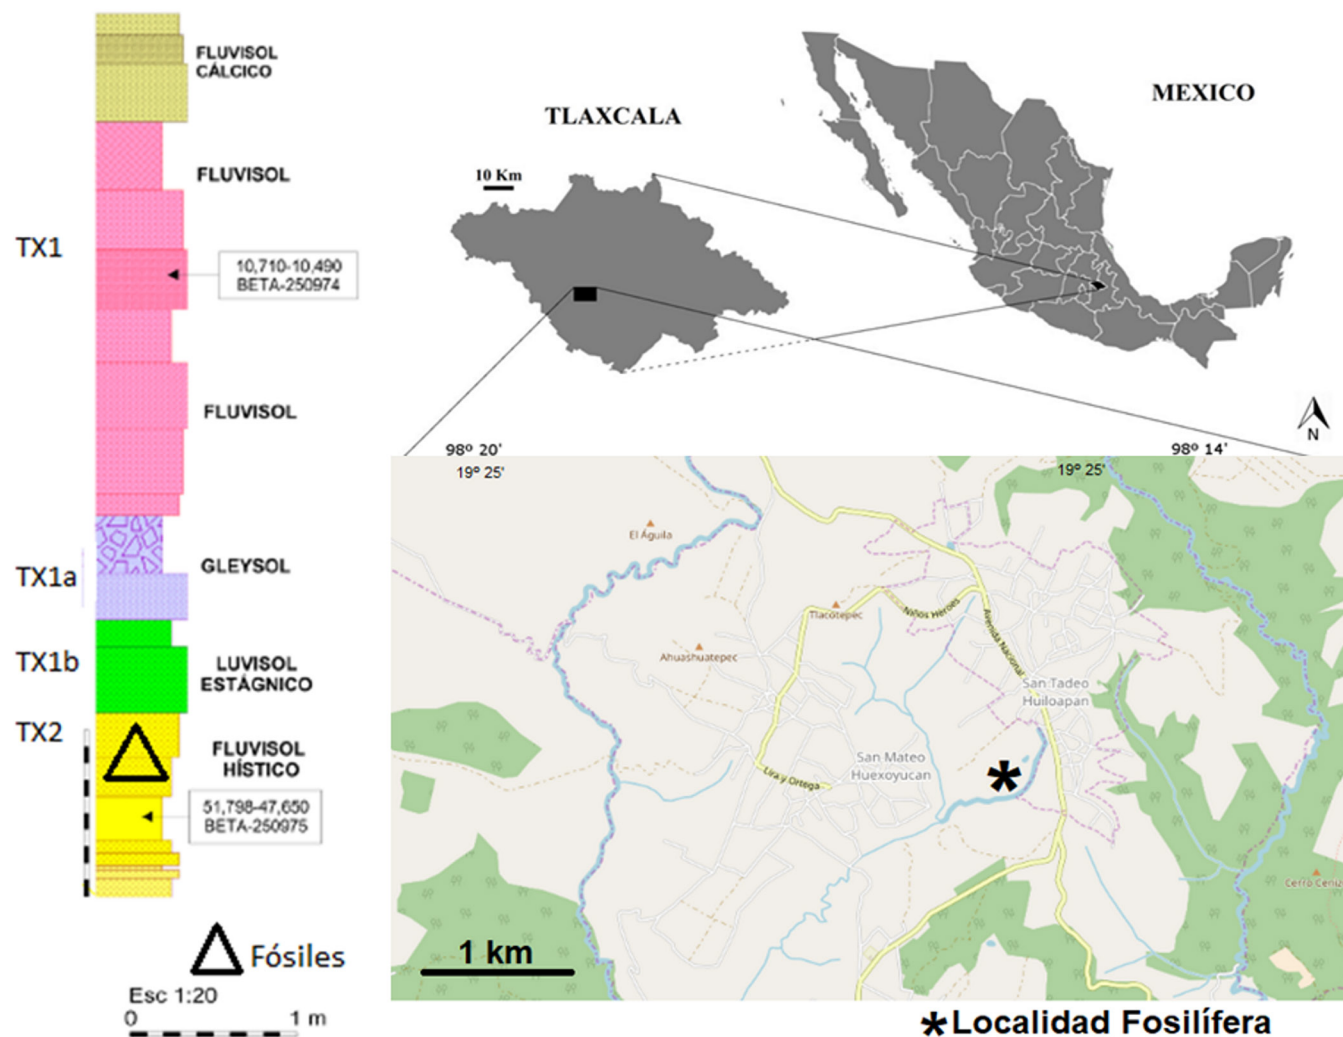 FLUVISOL
CÁLCICO
FLUVISOL
TX1
10,710-10,490
BETA-250974
FLUVISOL
TX1a
GLEYSOL
TX1b
LUVISOL
ESTÁGNICO
TX2
FLUVISOL
HÍSTICO
51,798-47,650
BETA-250975
Fósiles
Esc 1:20
0 1 m
TLAXCALA
MEXICO
10 Km
N
98º 20'
98º 14'
19º 25'
19º 25'
El Águila
Tlacotepec
Niños Héroes
Avenida Nacional
Ahuashuatepec
San Tadeo
Huiloapan
San Mateo
Huexoyucan
Lira y Ortega
*
1 km
*Localidad Fosilífera